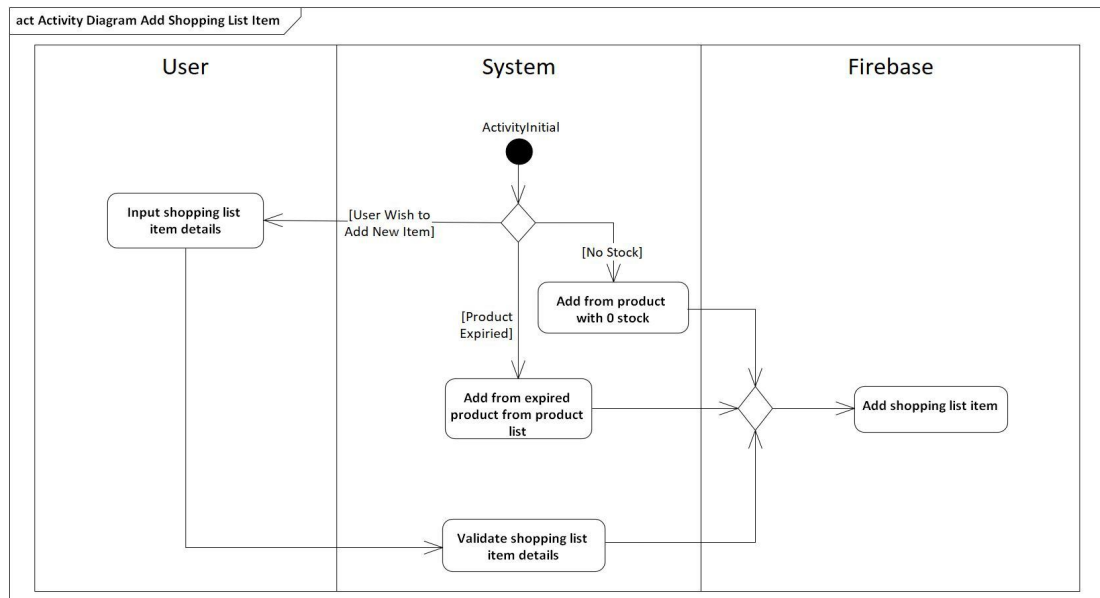 act Activity Diagram Add Shopping List Item
User
System
Firebase
ActivityInitial
Input shopping list
item details
[User Wish to
Add New Item]
[No Stock]
Add from product
with 0 stock
[Product
Expiried]
Add from expired
product from product
list
Add shopping list item
Validate shopping list
item details